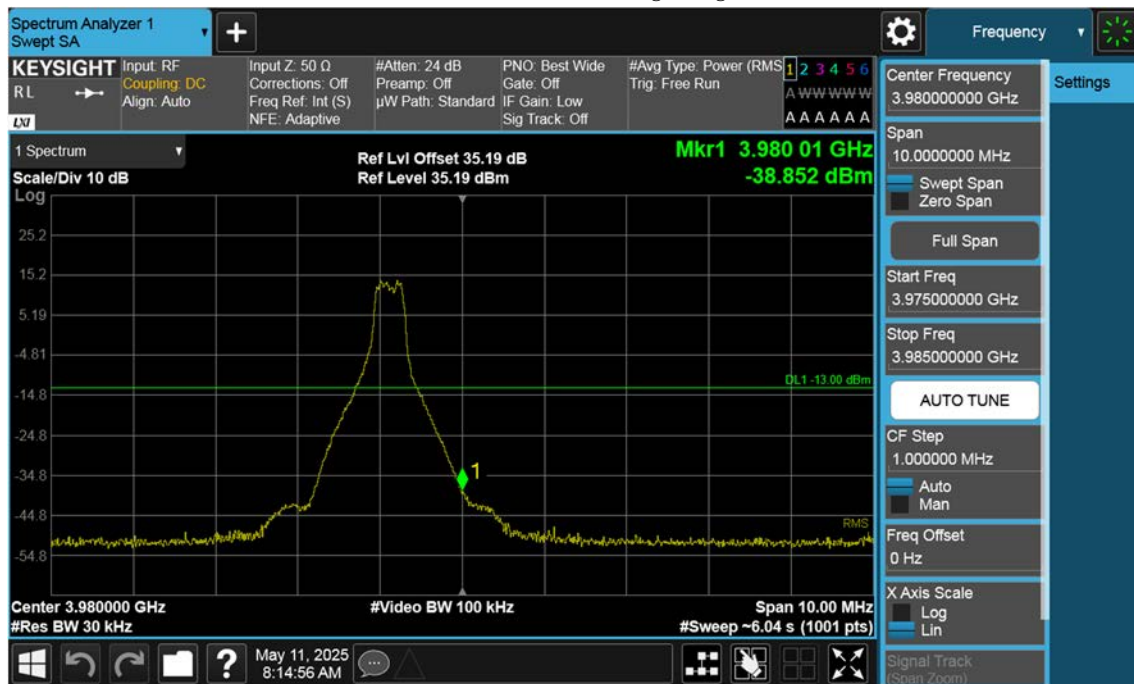 Spectrum Analyzer 1
Swept SA
+
Frequency
KEYSIGHT
RL
LXI
Input: RF
Coupling: DC
Align: Auto
Input Z: 50 Ω
Corrections: Off
Freq Ref: Int (S)
NFE: Adaptive
#Atten: 24 dB
Preamp: Off
µW Path: Standard
PNO: Best Wide
Gate: Off
IF Gain: Low
Sig Track: Off
#Avg Type: Power (RMS
Trig: Free Run
1 2 3 4 5 6
A W W W W W
A A A A A A
1 Spectrum
Scale/Div 10 dB
Ref Lvl Offset 35.19 dB
Ref Level 35.19 dBm
Mkr1 3.980 01 GHz
-38.852 dBm
Log
25.2
15.2
5.19
-4.81
-14.8
-24.8
-34.8
-44.8
-54.8
DL1 -13.00 dBm
1
RMS
Center 3.980000 GHz
#Res BW 30 kHz
#Video BW 100 kHz
Span 10.00 MHz
#Sweep ~6.04 s (1001 pts)
?
May 11, 2025
8:14:56 AM
Center Frequency
3.980000000 GHz
Span
10.0000000 MHz
Swept Span
Zero Span
Full Span
Start Freq
3.975000000 GHz
Stop Freq
3.985000000 GHz
AUTO TUNE
CF Step
1.000000 MHz
Auto
Man
Freq Offset
0 Hz
X Axis Scale
Log
Lin
Signal Track
(Span Zoom)
Settings